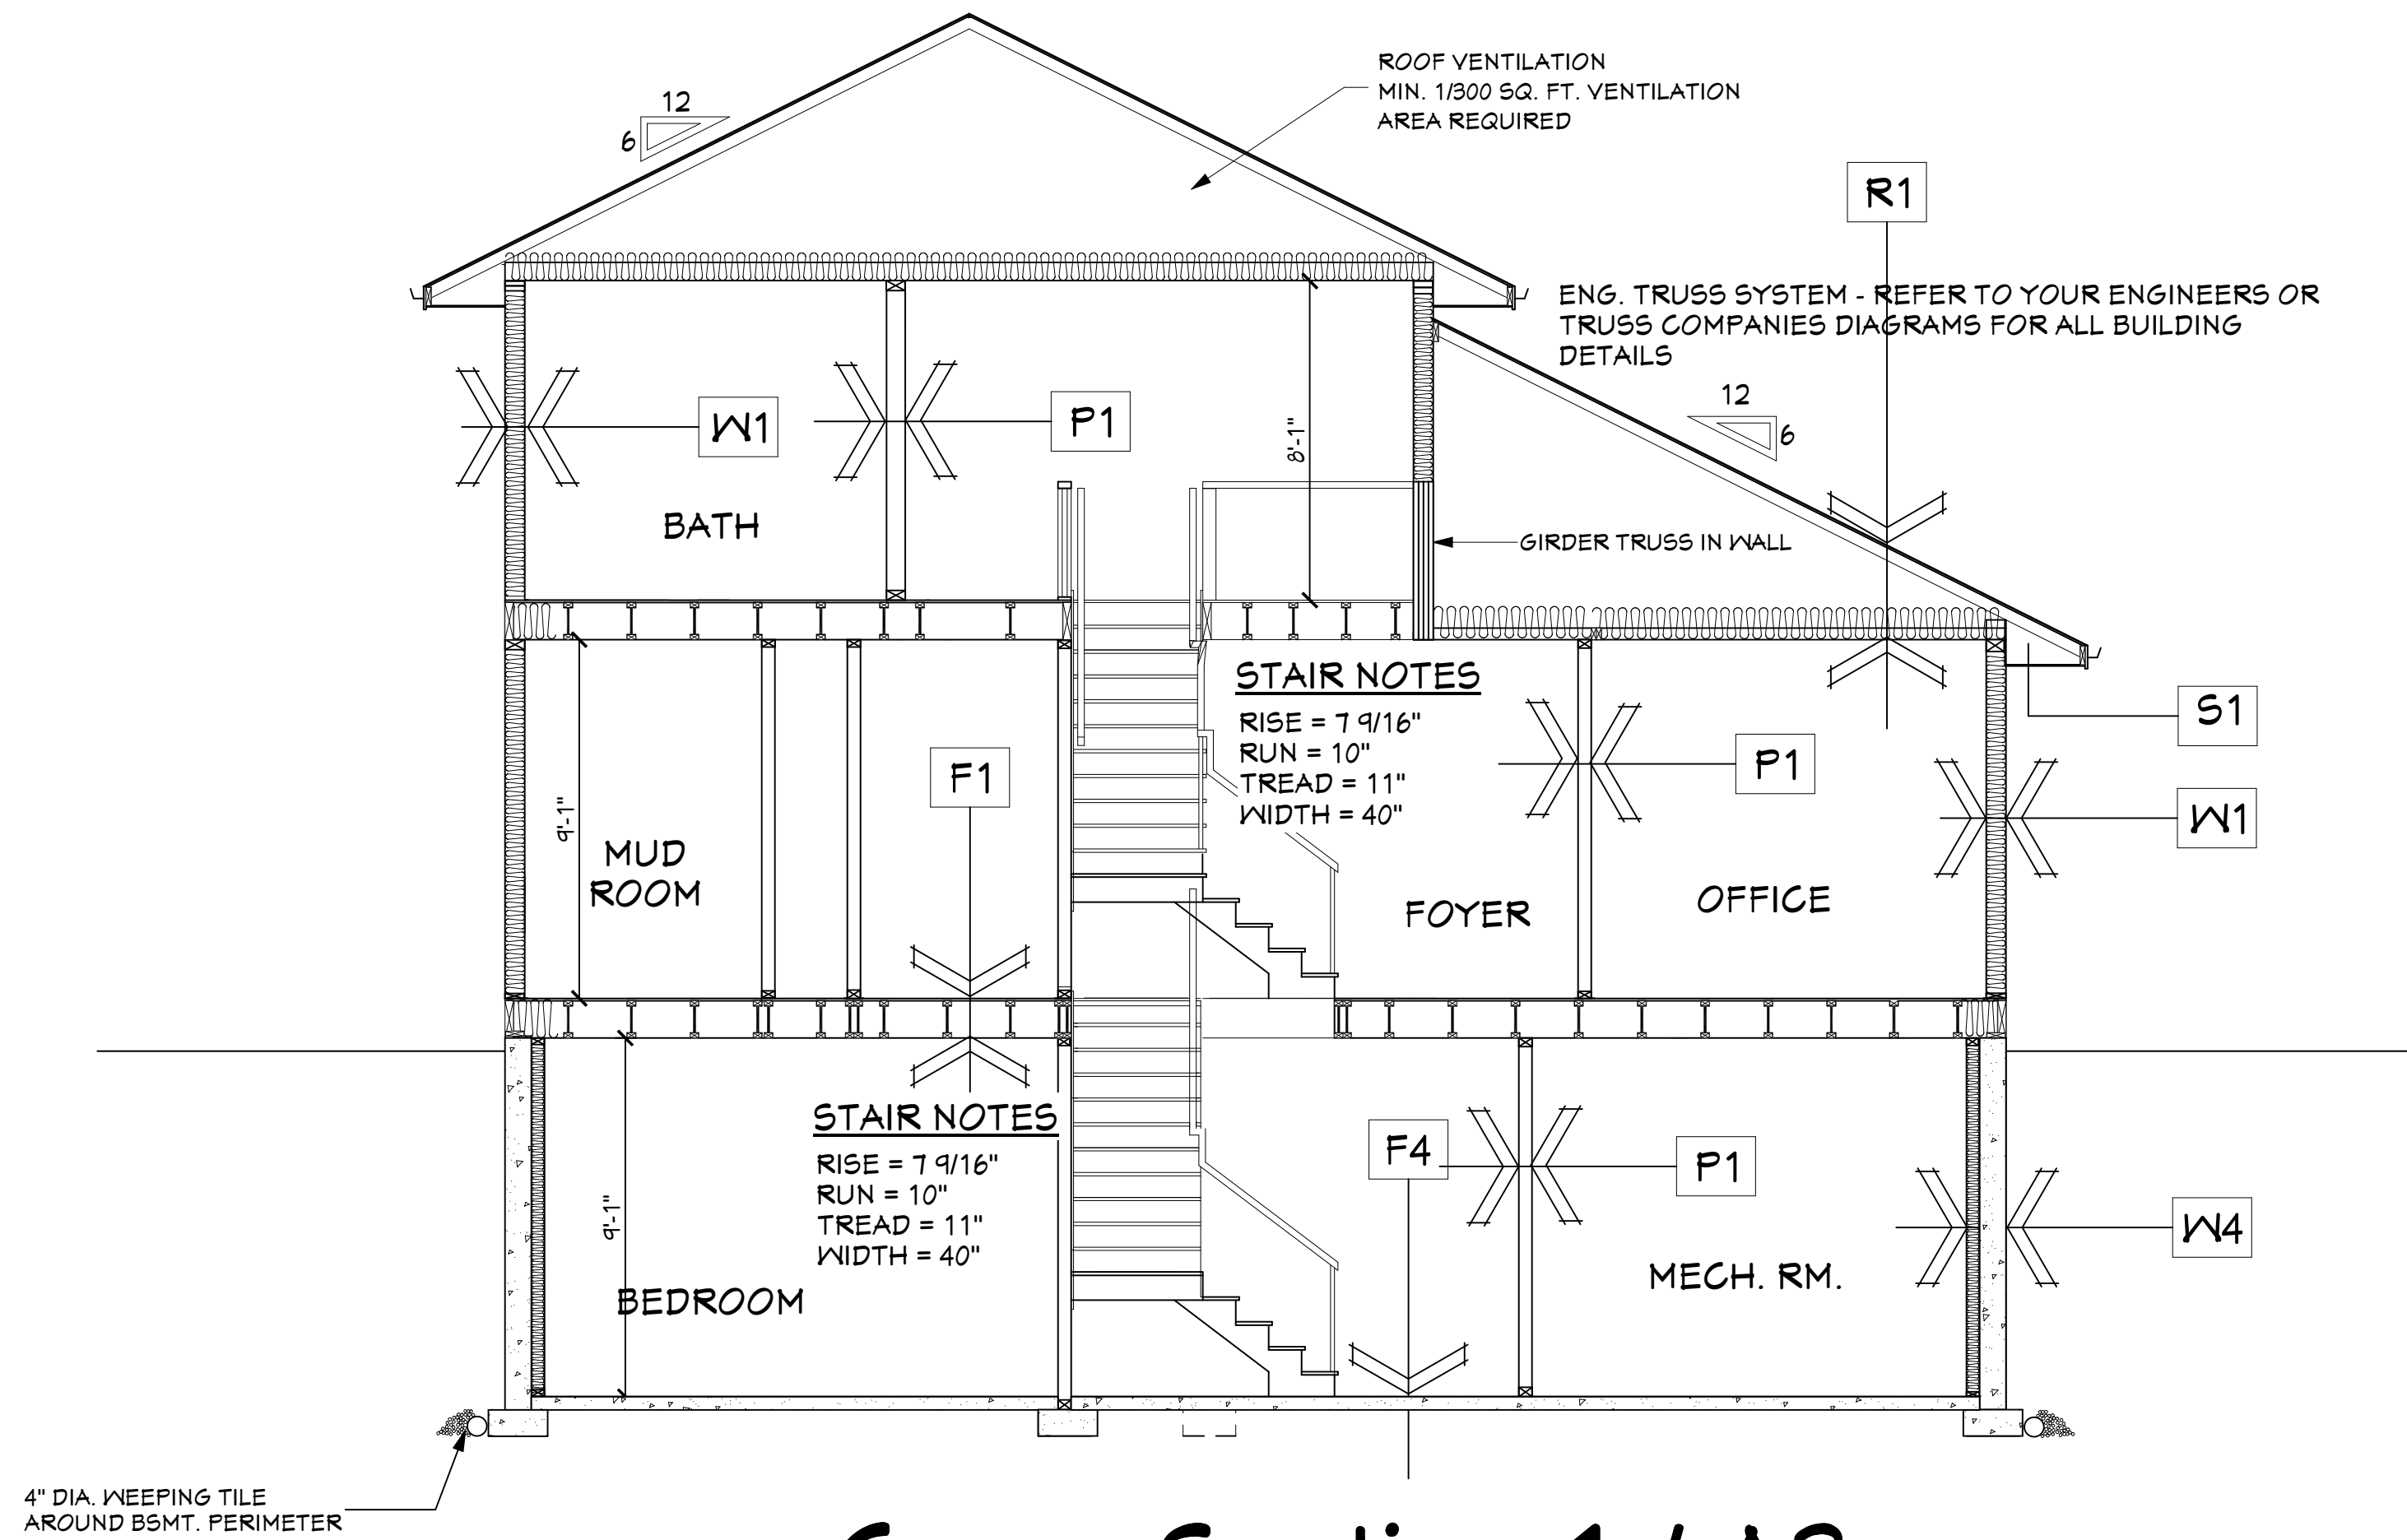 ROOF VENTILATION
MIN. 1/300 SQ. FT. VENTILATION
AREA REQUIRED
12
6
R1
ENG. TRUSS SYSTEM - REFER TO YOUR ENGINEERS OR
TRUSS COMPANIES DIAGRAMS FOR ALL BUILDING
DETAILS
12
6
W1
P1
8'-1"
BATH
GIRDER TRUSS IN WALL
STAIR NOTES
RISE = 7 9/16"
RUN = 10"
TREAD = 11"
WIDTH = 40"
S1
F1
P1
W1
9'-1"
MUD
ROOM
FOYER
OFFICE
STAIR NOTES
RISE = 7 9/16"
RUN = 10"
TREAD = 11"
WIDTH = 40"
F4
P1
W4
9'-1"
BEDROOM
MECH. RM.
4" DIA. WEEPING TILE
AROUND BSMT. PERIMETER